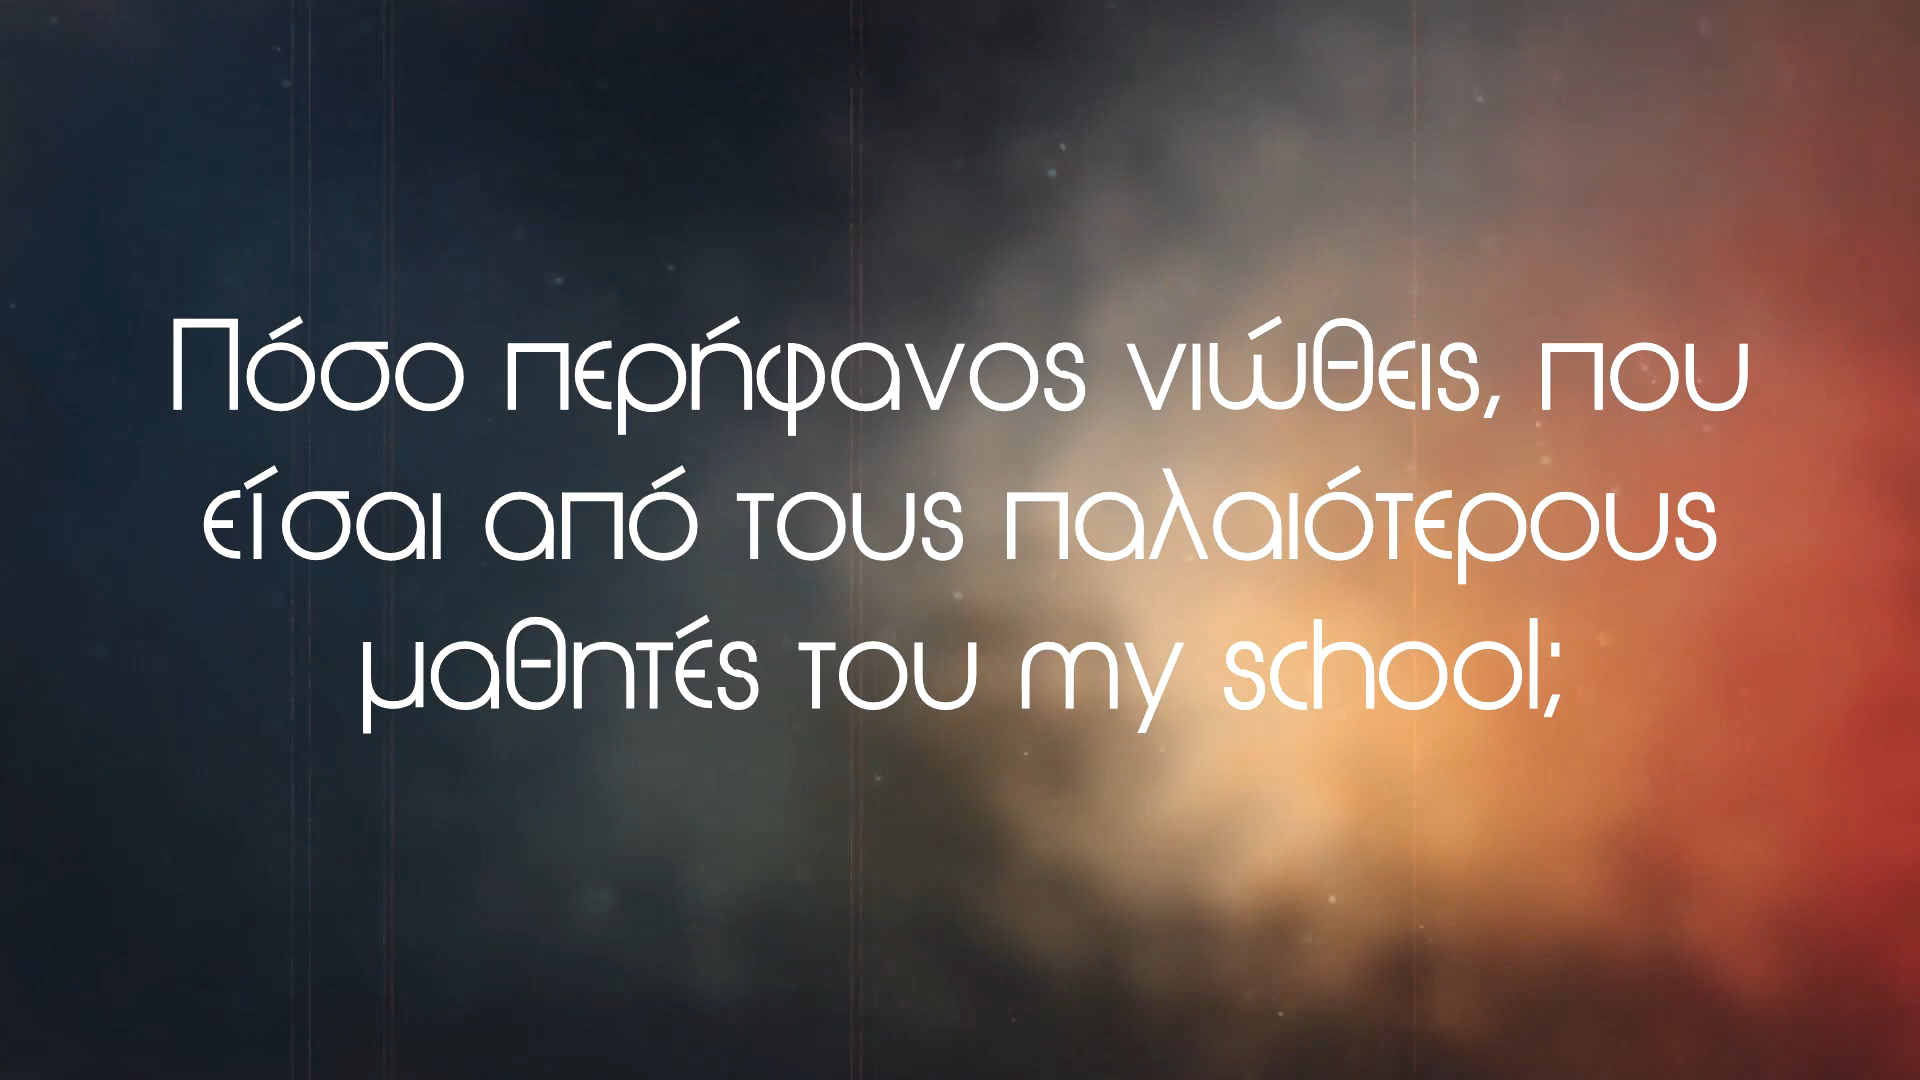 Πόσο περήφανος νιώθεις, που
είσαι από τους παλαιότερους
μαθητές του my school;